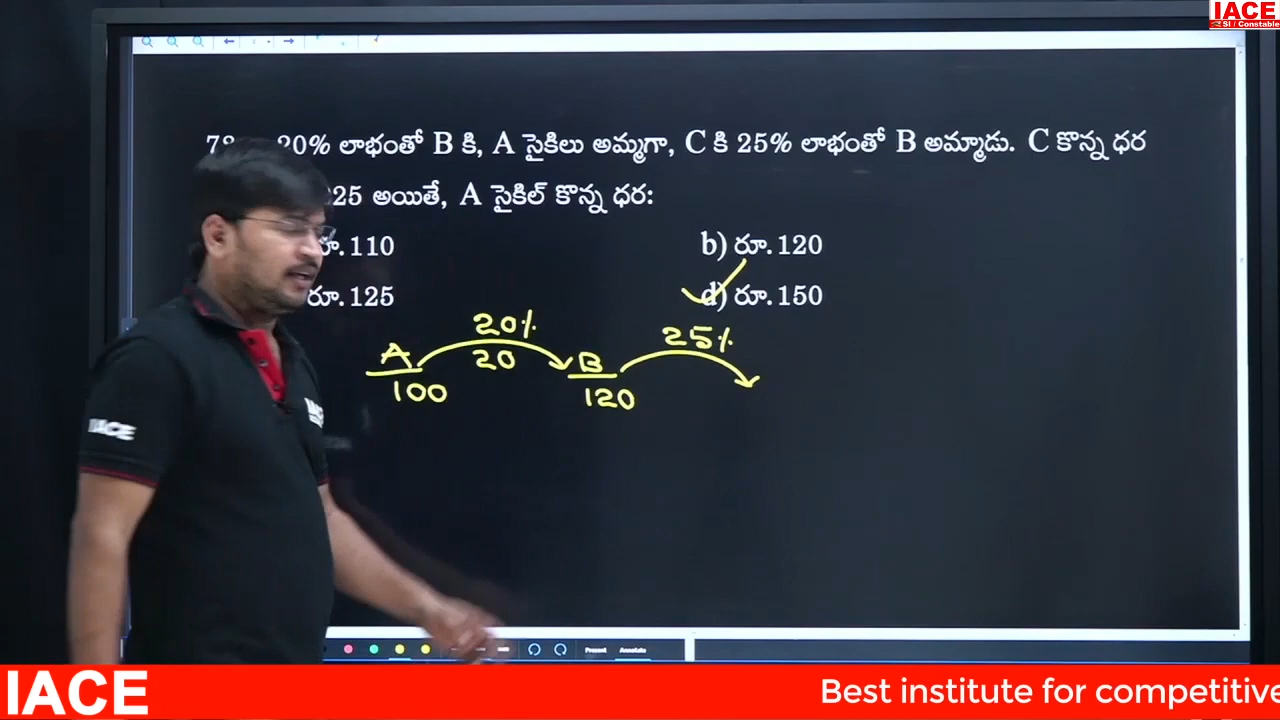 IACE
SI / Constable
20% లాభంతో B కి, A సైకిలు అమ్మగా, C కి 25% లాభంతో B అమ్మాడు. C కొన్న ధర
25 అయితే, A సైకిల్ కొన్న ధర:
రూ.110
b) రూ.120
రూ.125
d) రూ.150
20% 25%
A 20 B
100 120
IACE
IACE
Present Annotate
IACE Best institute for competitive